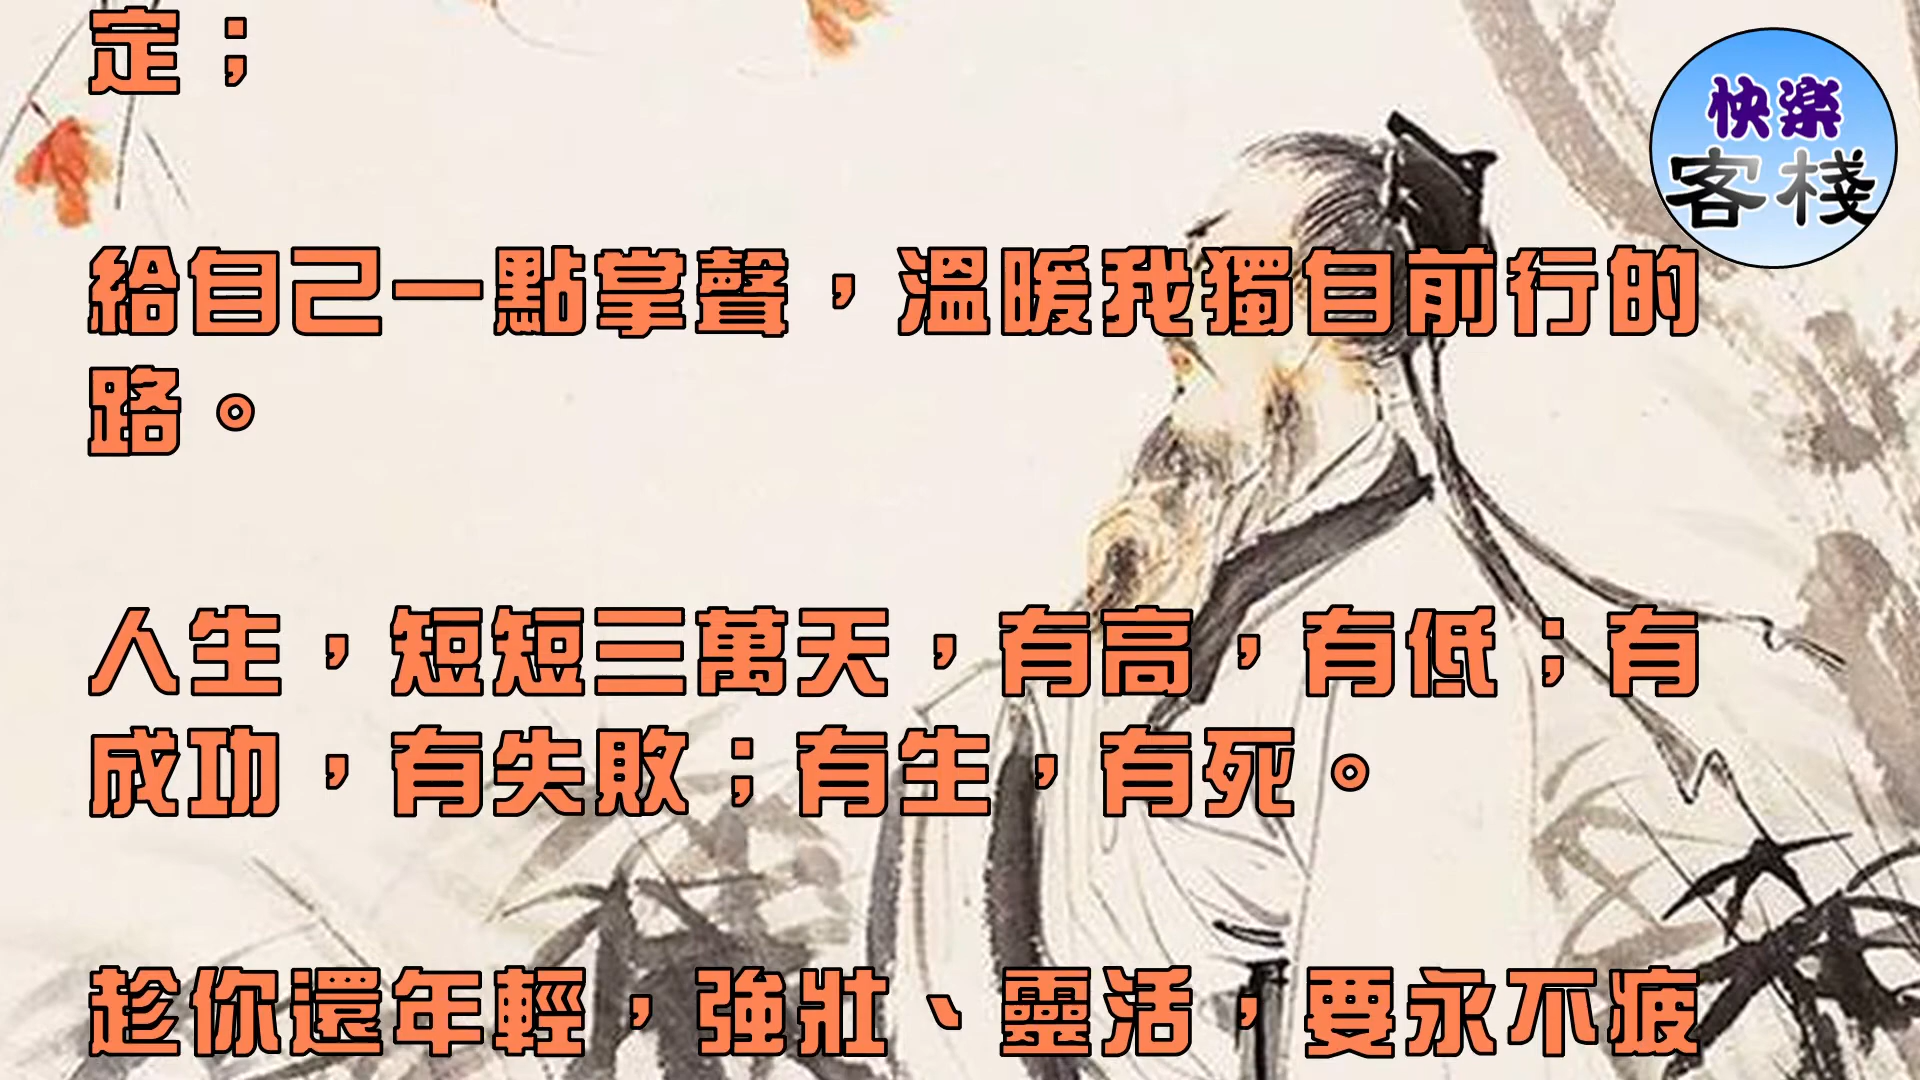 定；
快楽
客棧
給自己一點掌聲，溫暖我獨自前行的
路。
人生，短短三萬天，有高，有低；有
成功，有失敗；有生，有死。
趁你還年輕，強壯、靈活，要永不疲